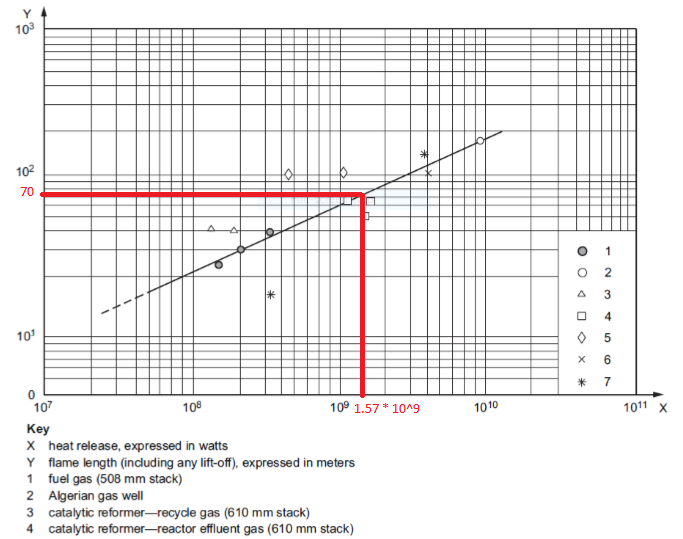 Y
10³
10²
70
10¹
0
1
2
3
4
5
6
7
10⁷
10⁸
10⁹
1.57 * 10^9
10¹⁰
10¹¹
X
Key
X heat release, expressed in watts
Y flame length (including any lift-off), expressed in meters
1 fuel gas (508 mm stack)
2 Algerian gas well
3 catalytic reformer—recycle gas (610 mm stack)
4 catalytic reformer—reactor effluent gas (610 mm stack)